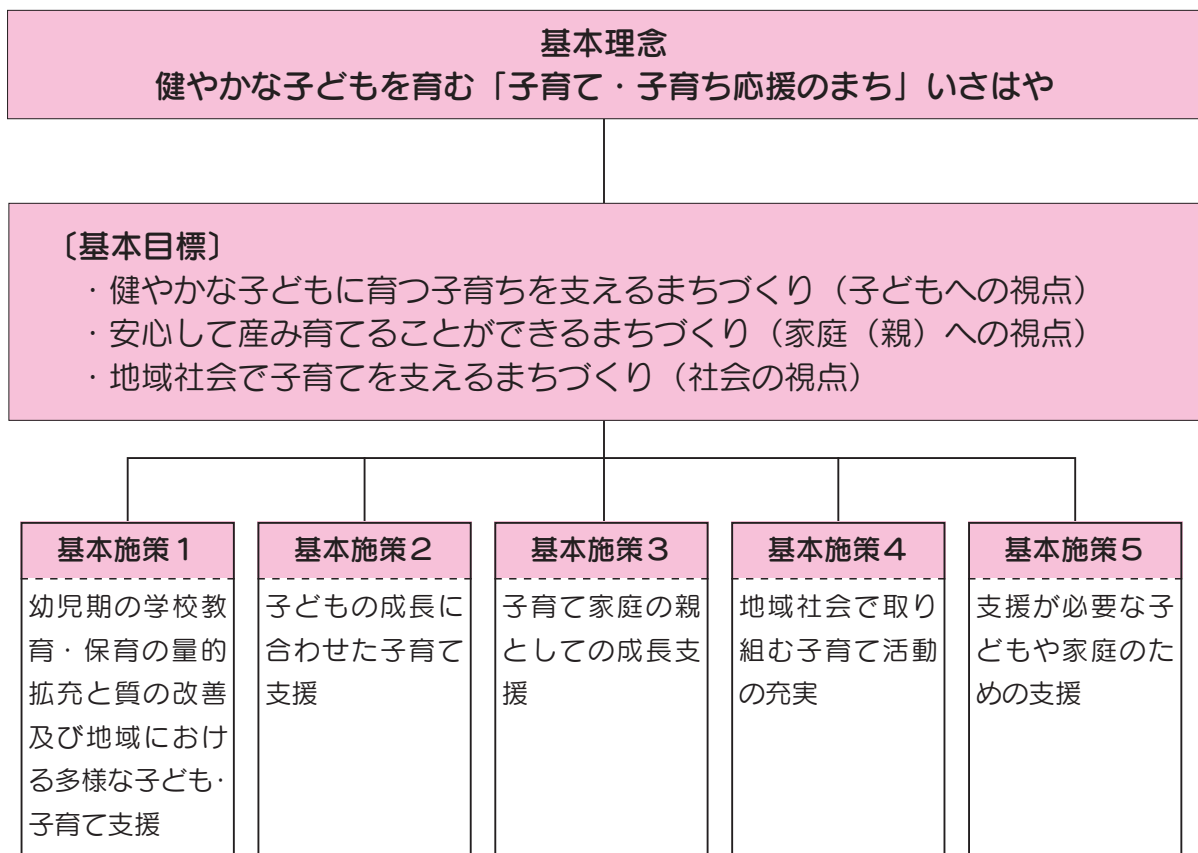 基本理念
健やかな子どもを育む「子育て・子育ち応援のまち」いさはや
〔基本目標〕
・健やかな子どもに育つ子育ちを支えるまちづくり（子どもへの視点）
・安心して産み育てることができるまちづくり（家庭（親）への視点）
・地域社会で子育てを支えるまちづくり（社会の視点）
基本施策１
幼児期の学校教
育・保育の量的
拡充と質の改善
及び地域におけ
る多様な子ども・
子育て支援
基本施策２
子どもの成長に
合わせた子育て
支援
基本施策３
子育て家庭の親
としての成長支
援
基本施策４
地域社会で取り
組む子育て活動
の充実
基本施策５
支援が必要な子
どもや家庭のた
めの支援